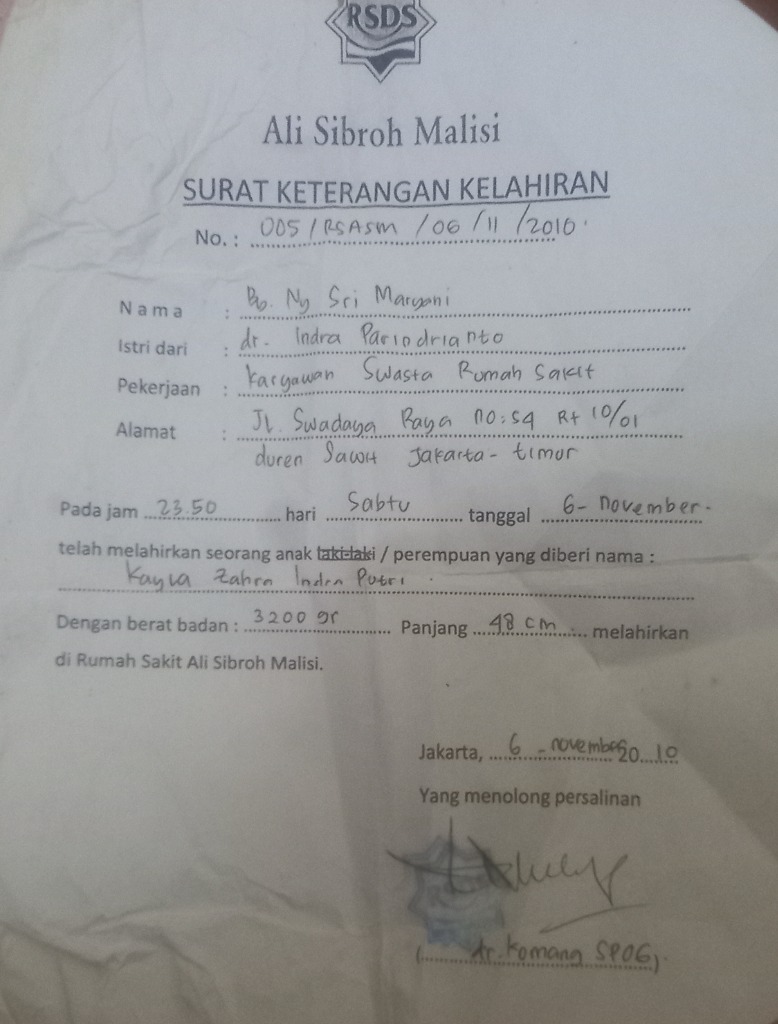 RSDS
Ali Sibroh Malisi
SURAT KETERANGAN KELAHIRAN
No. : 005 / RSASM / 06 / 11 / 2010
Nama : By. Ny Sri Maryani
Istri dari : dr. Indra Parindrianto
Pekerjaan : Karyawan Swasta Rumah Sakit
Alamat : Jl. Swadaya Raya no: 54 Rt 10/01
duren Sawit Jakarta - timur
Pada jam 23.50 hari Sabtu tanggal 6 - november -
telah melahirkan seorang anak laki-laki / perempuan yang diberi nama :
Kayla Zahra Indra Putri
Dengan berat badan : 3200 gr Panjang 48 cm melahirkan
di Rumah Sakit Ali Sibroh Malisi.
Jakarta, 6 - november 20 10
Yang menolong persalinan
( dr. Komang SPOG )